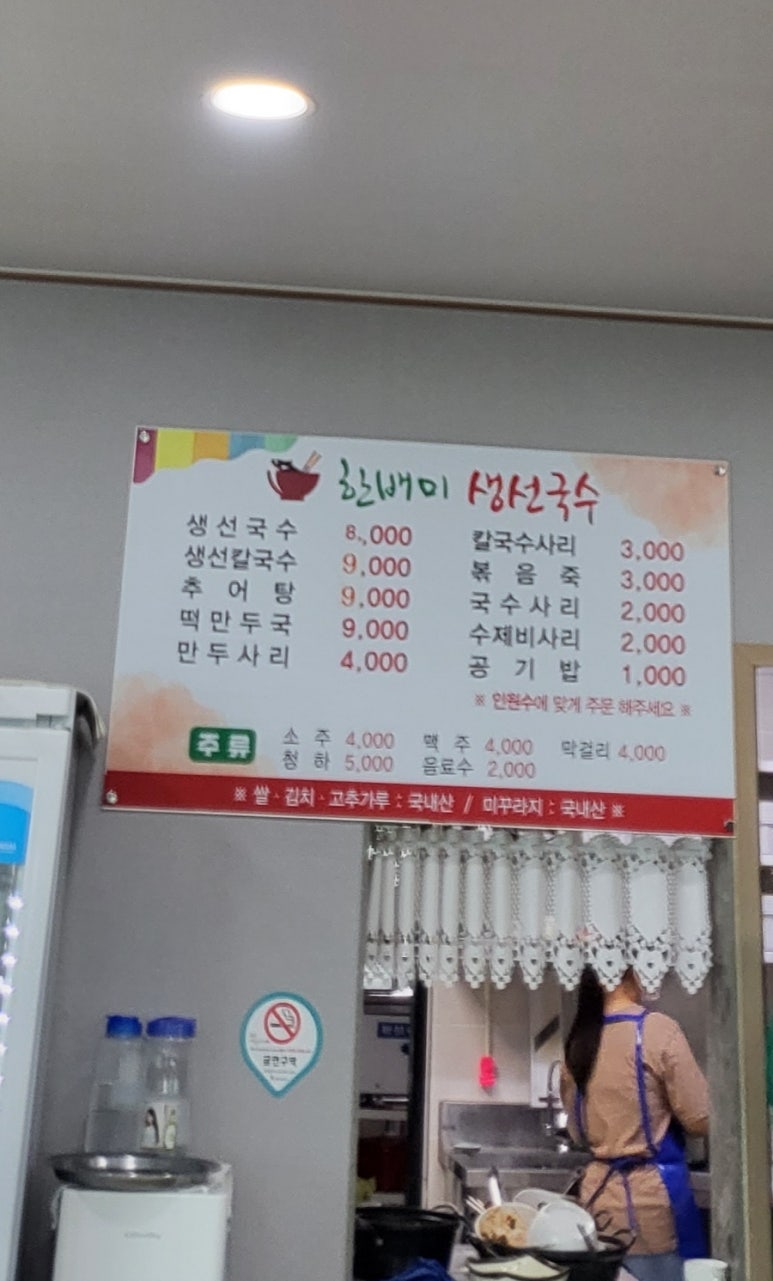 한배미 생선국수
생선국수 8,000
생선칼국수 9,000
추어탕 9,000
떡만두국 9,000
만두사리 4,000
칼국수사리 3,000
볶음죽 3,000
국수사리 2,000
수제비사리 2,000
공기밥 1,000
※ 인원수에 맞게 주문 해주세요 ※
주류
소주 4,000 맥주 4,000 막걸리 4,000
청하 5,000 음료수 2,000
※ 쌀 · 김치 · 고추가루 : 국내산 / 미꾸라지 : 국내산 ※
금연구역